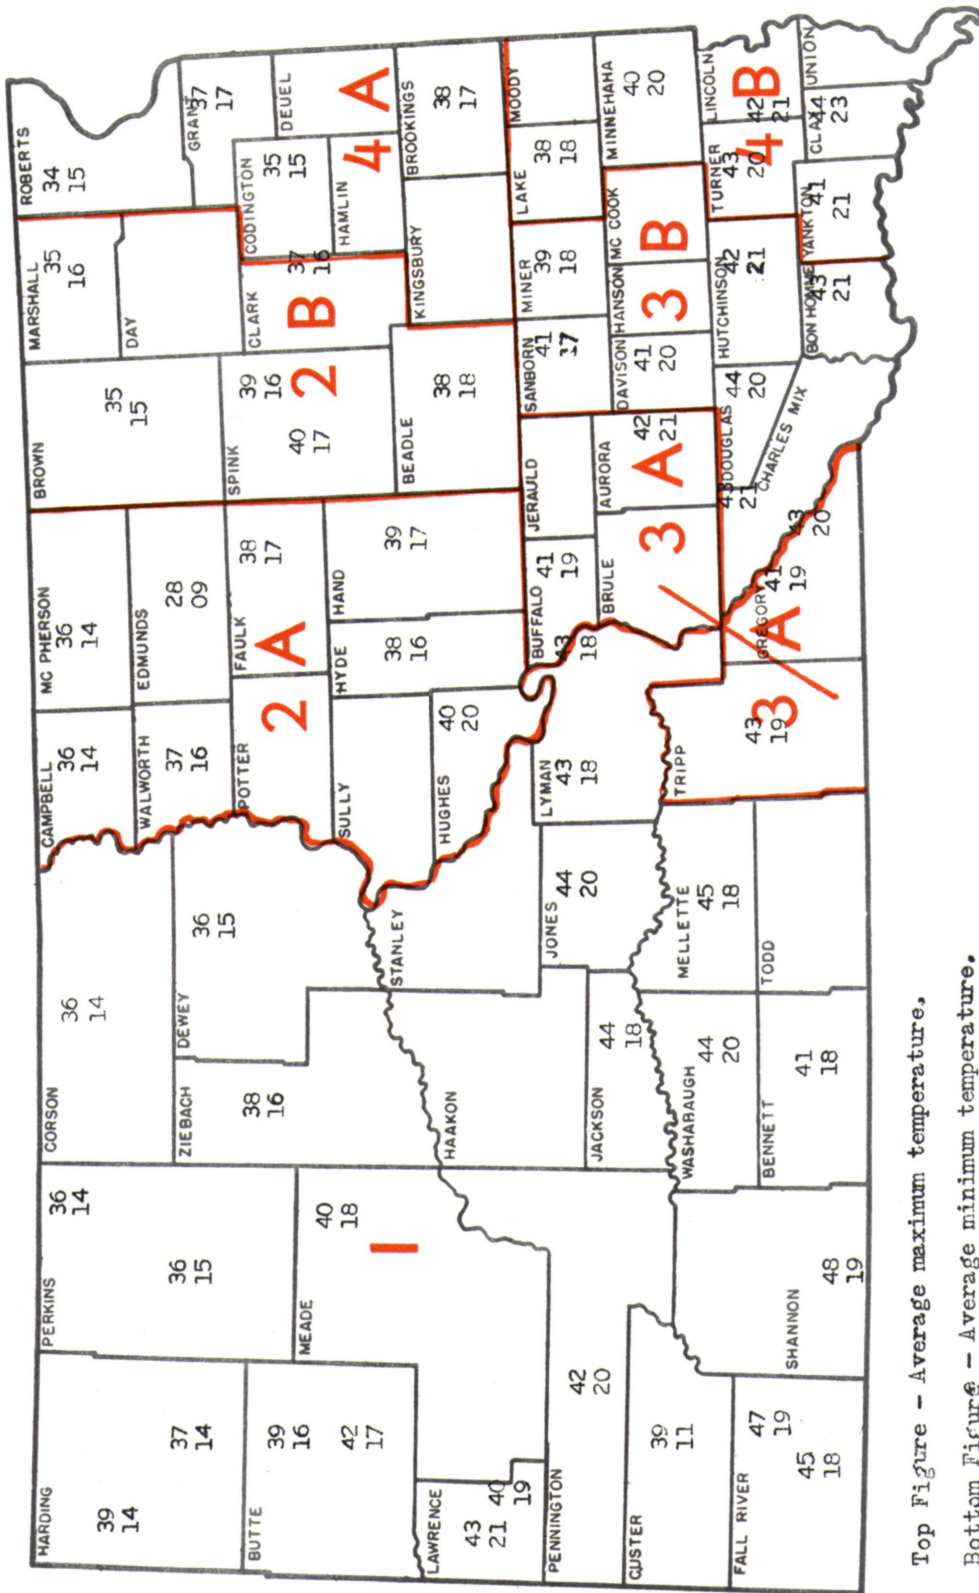 HARDING
39
14
37
14
PERKINS
36
14
36
15
CORSON
36
14
CAMPBELL
36
14
MC PHERSON
36
14
BROWN
35
15
MARSHALL
35
16
ROBERTS
34
15
WALWORTH
37
16
EDMUNDS
28
09
DAY
GRANT
37
17
BUTTE
39
16
42
17
ZIEBACH
38
16
DEWEY
36
15
POTTER
2 A
FAULK
38
17
SPINK
39
16
40
17
2 B
CLARK
37
16
CODINGTON
35
15
DEUEL
HAMLIN
4 A
MEADE
40
18
1
SULLY
HYDE
38
16
HAND
39
17
BEADLE
38
18
KINGSBURY
BROOKINGS
38
17
LAWRENCE
43
21
40
19
HAAKON
STANLEY
HUGHES
40
20
BUFFALO
41
19
43
18
JERAULD
SANBORN
41
17
MINER
39
18
LAKE
38
18
MOODY
PENNINGTON
42
20
JACKSON
44
18
JONES
44
20
LYMAN
43
18
BRULE
3 A
AURORA
42
21
DAVISON
41
20
HANSON
3 B
MC COOK
MINNEHAHA
40
20
CUSTER
39
11
WASHABAUGH
44
20
MELLETTE
45
18
TRIPP
43
19
3 A
GREGORY
41
19
43
20
DOUGLAS
44
20
43
21
CHARLES MIX
HUTCHINSON
42
21
TURNER
43
20
4 B
LINCOLN
42
21
FALL RIVER
47
19
45
18
SHANNON
48
19
BENNETT
41
18
TODD
BON HOMME
43
21
YANKTON
41
21
CLAY
44
23
UNION
Top Figure - Average maximum temperature.
Bottom Figure - Average minimum temperature.